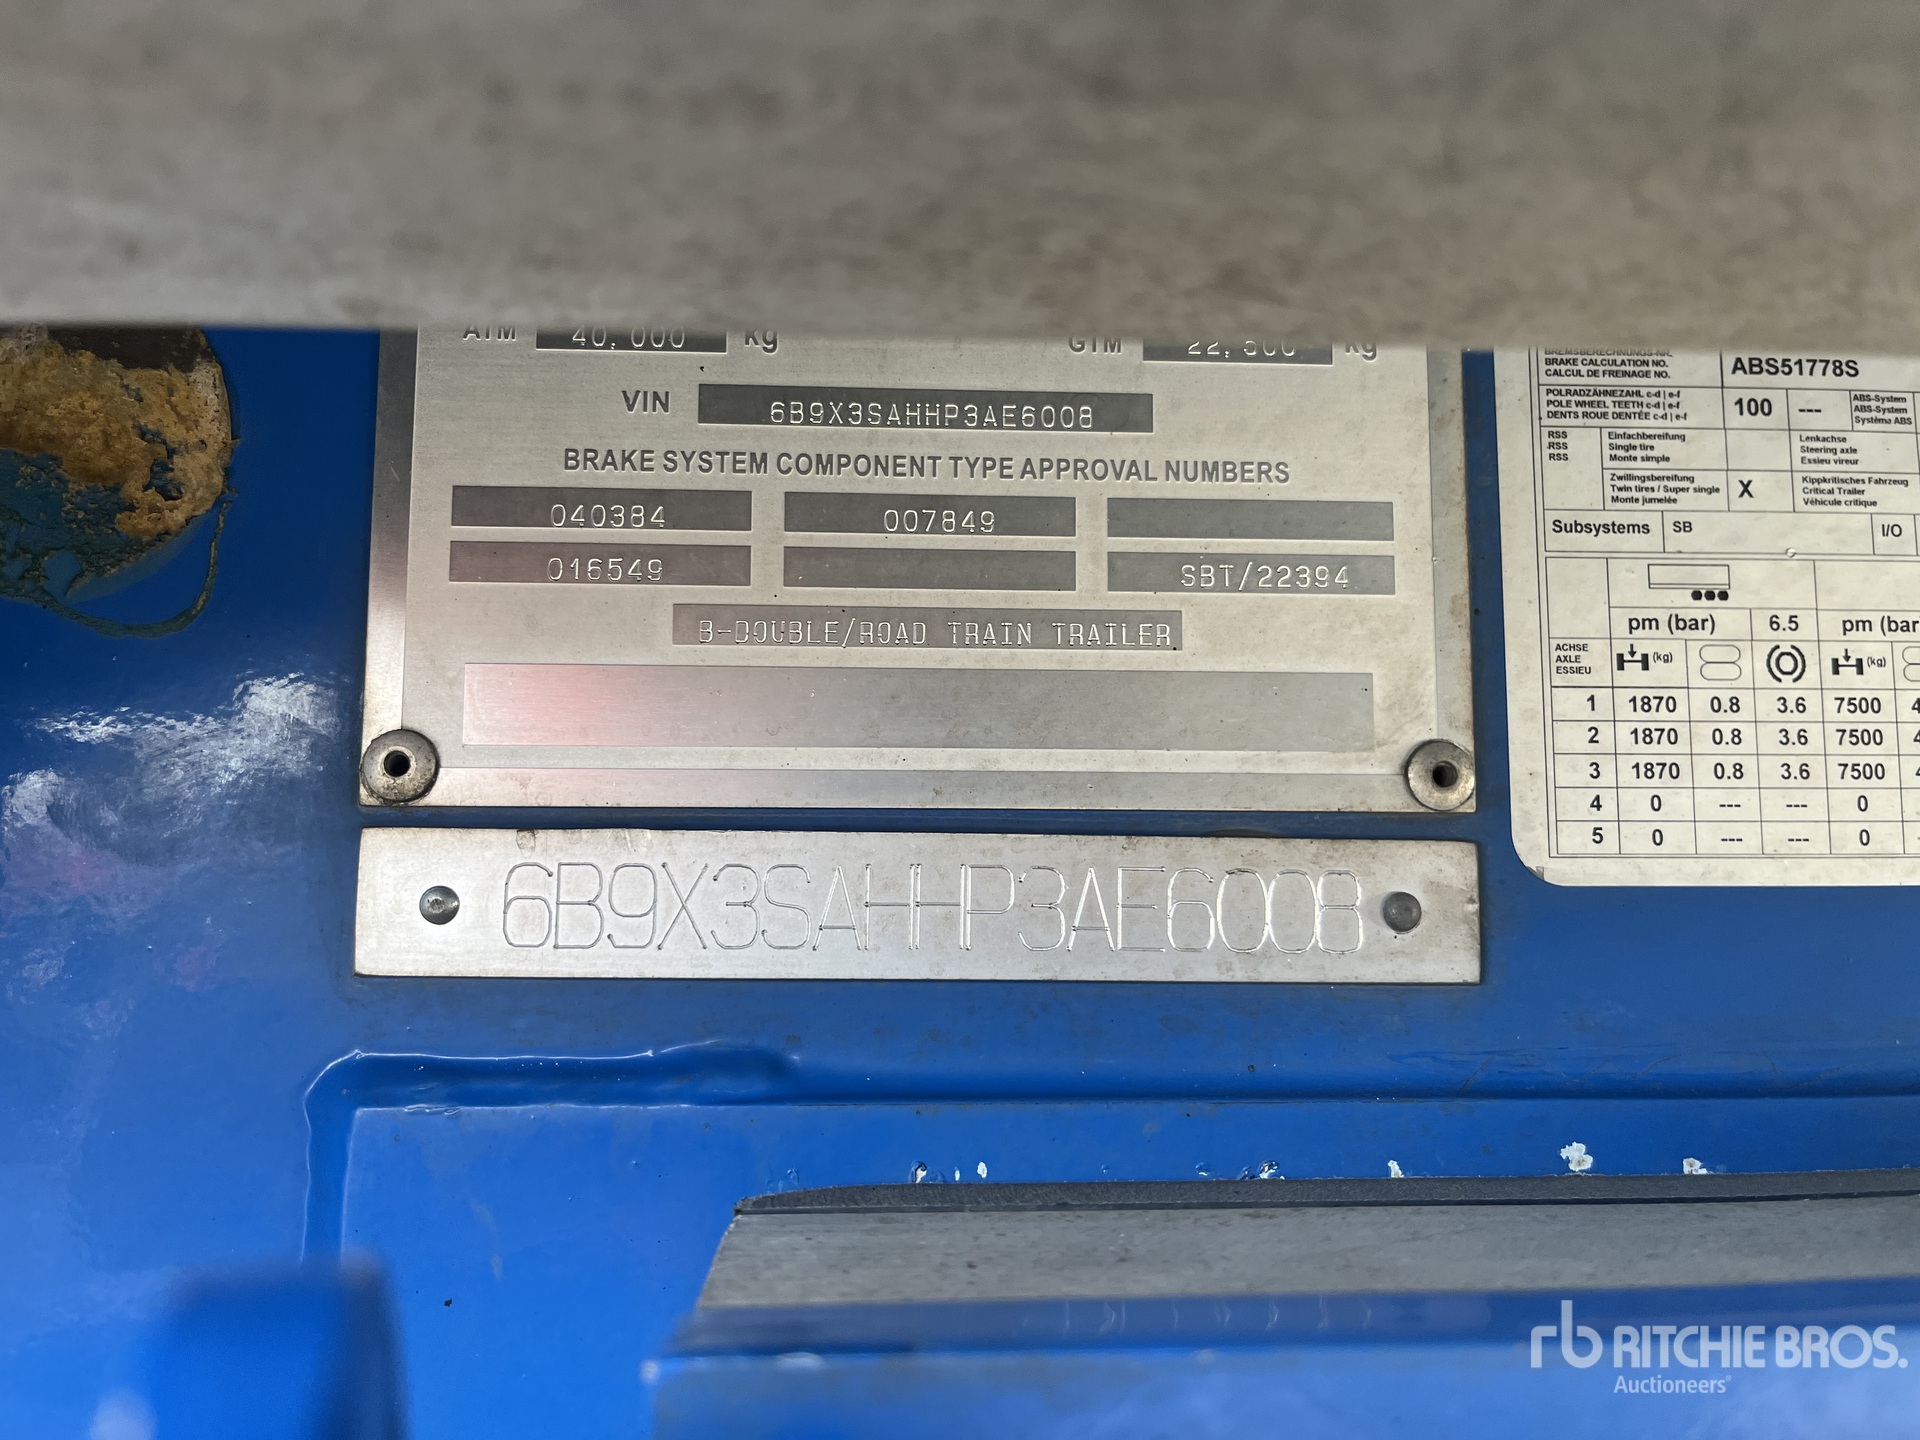 ATM 40,000 kg GTM 22,500 kg
VIN 6B9X3SAHHP3AE6008
BRAKE SYSTEM COMPONENT TYPE APPROVAL NUMBERS
040384 007849
016549 SBT/22394
B-DOUBLE/ROAD TRAIN TRAILER
6B9X3SAHHP3AE6008
BREMSBERECHNUNGS-NR.
BRAKE CALCULATION NO. ABS51778S
CALCUL DE FREINAGE NO.
POLRADZÄHNEZAHL c-d | e-f
POLE WHEEL TEETH c-d | e-f 100 ---
DENTS ROUE DENTÉE c-d | e-f
ABS-System
ABS-System
Système ABS
RSS Einfachbereifung Lenkachse
RSS Single tire Steering axle
RSS Monte simple Essieu vireur
Zwillingsbereifung Kippkritisches Fahrzeug
Twin tires / Super single X Critical Trailer
Monte jumelée Véhicule critique
Subsystems SB I/O
pm (bar) 6.5 pm (bar
ACHSE
AXLE (kg) (kg)
ESSIEU
1 1870 0.8 3.6 7500 4
2 1870 0.8 3.6 7500 4
3 1870 0.8 3.6 7500 4
4 0 --- --- 0
5 0 --- --- 0
rb RITCHIE BROS.
Auctioneers